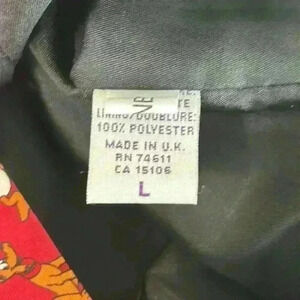 LINING/DOUBLURE:
100% POLYESTER
MADE IN U.K.
RN 74611
CA 15106
L